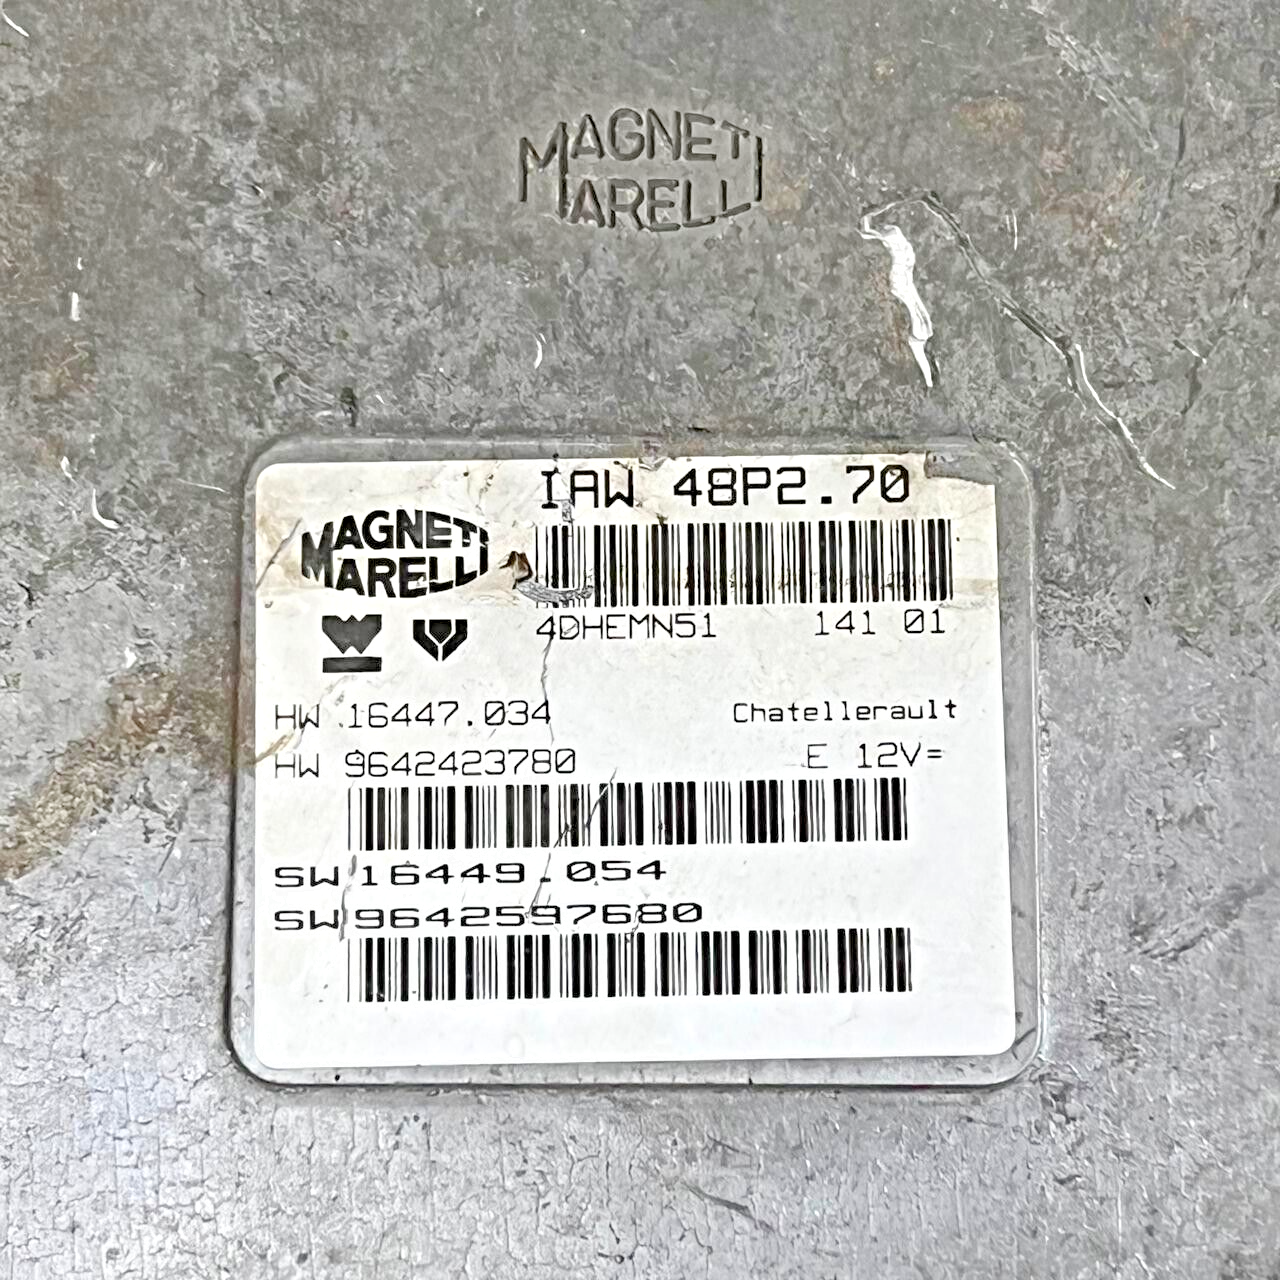 MAGNETI
MARELLI
IAW 48P2.70
MAGNETI
MARELLI
4DHEMN51 141 01
HW 16447.034 Chatellerault
HW 9642423780 E 12V=
SW 16449.054
SW 9642597680